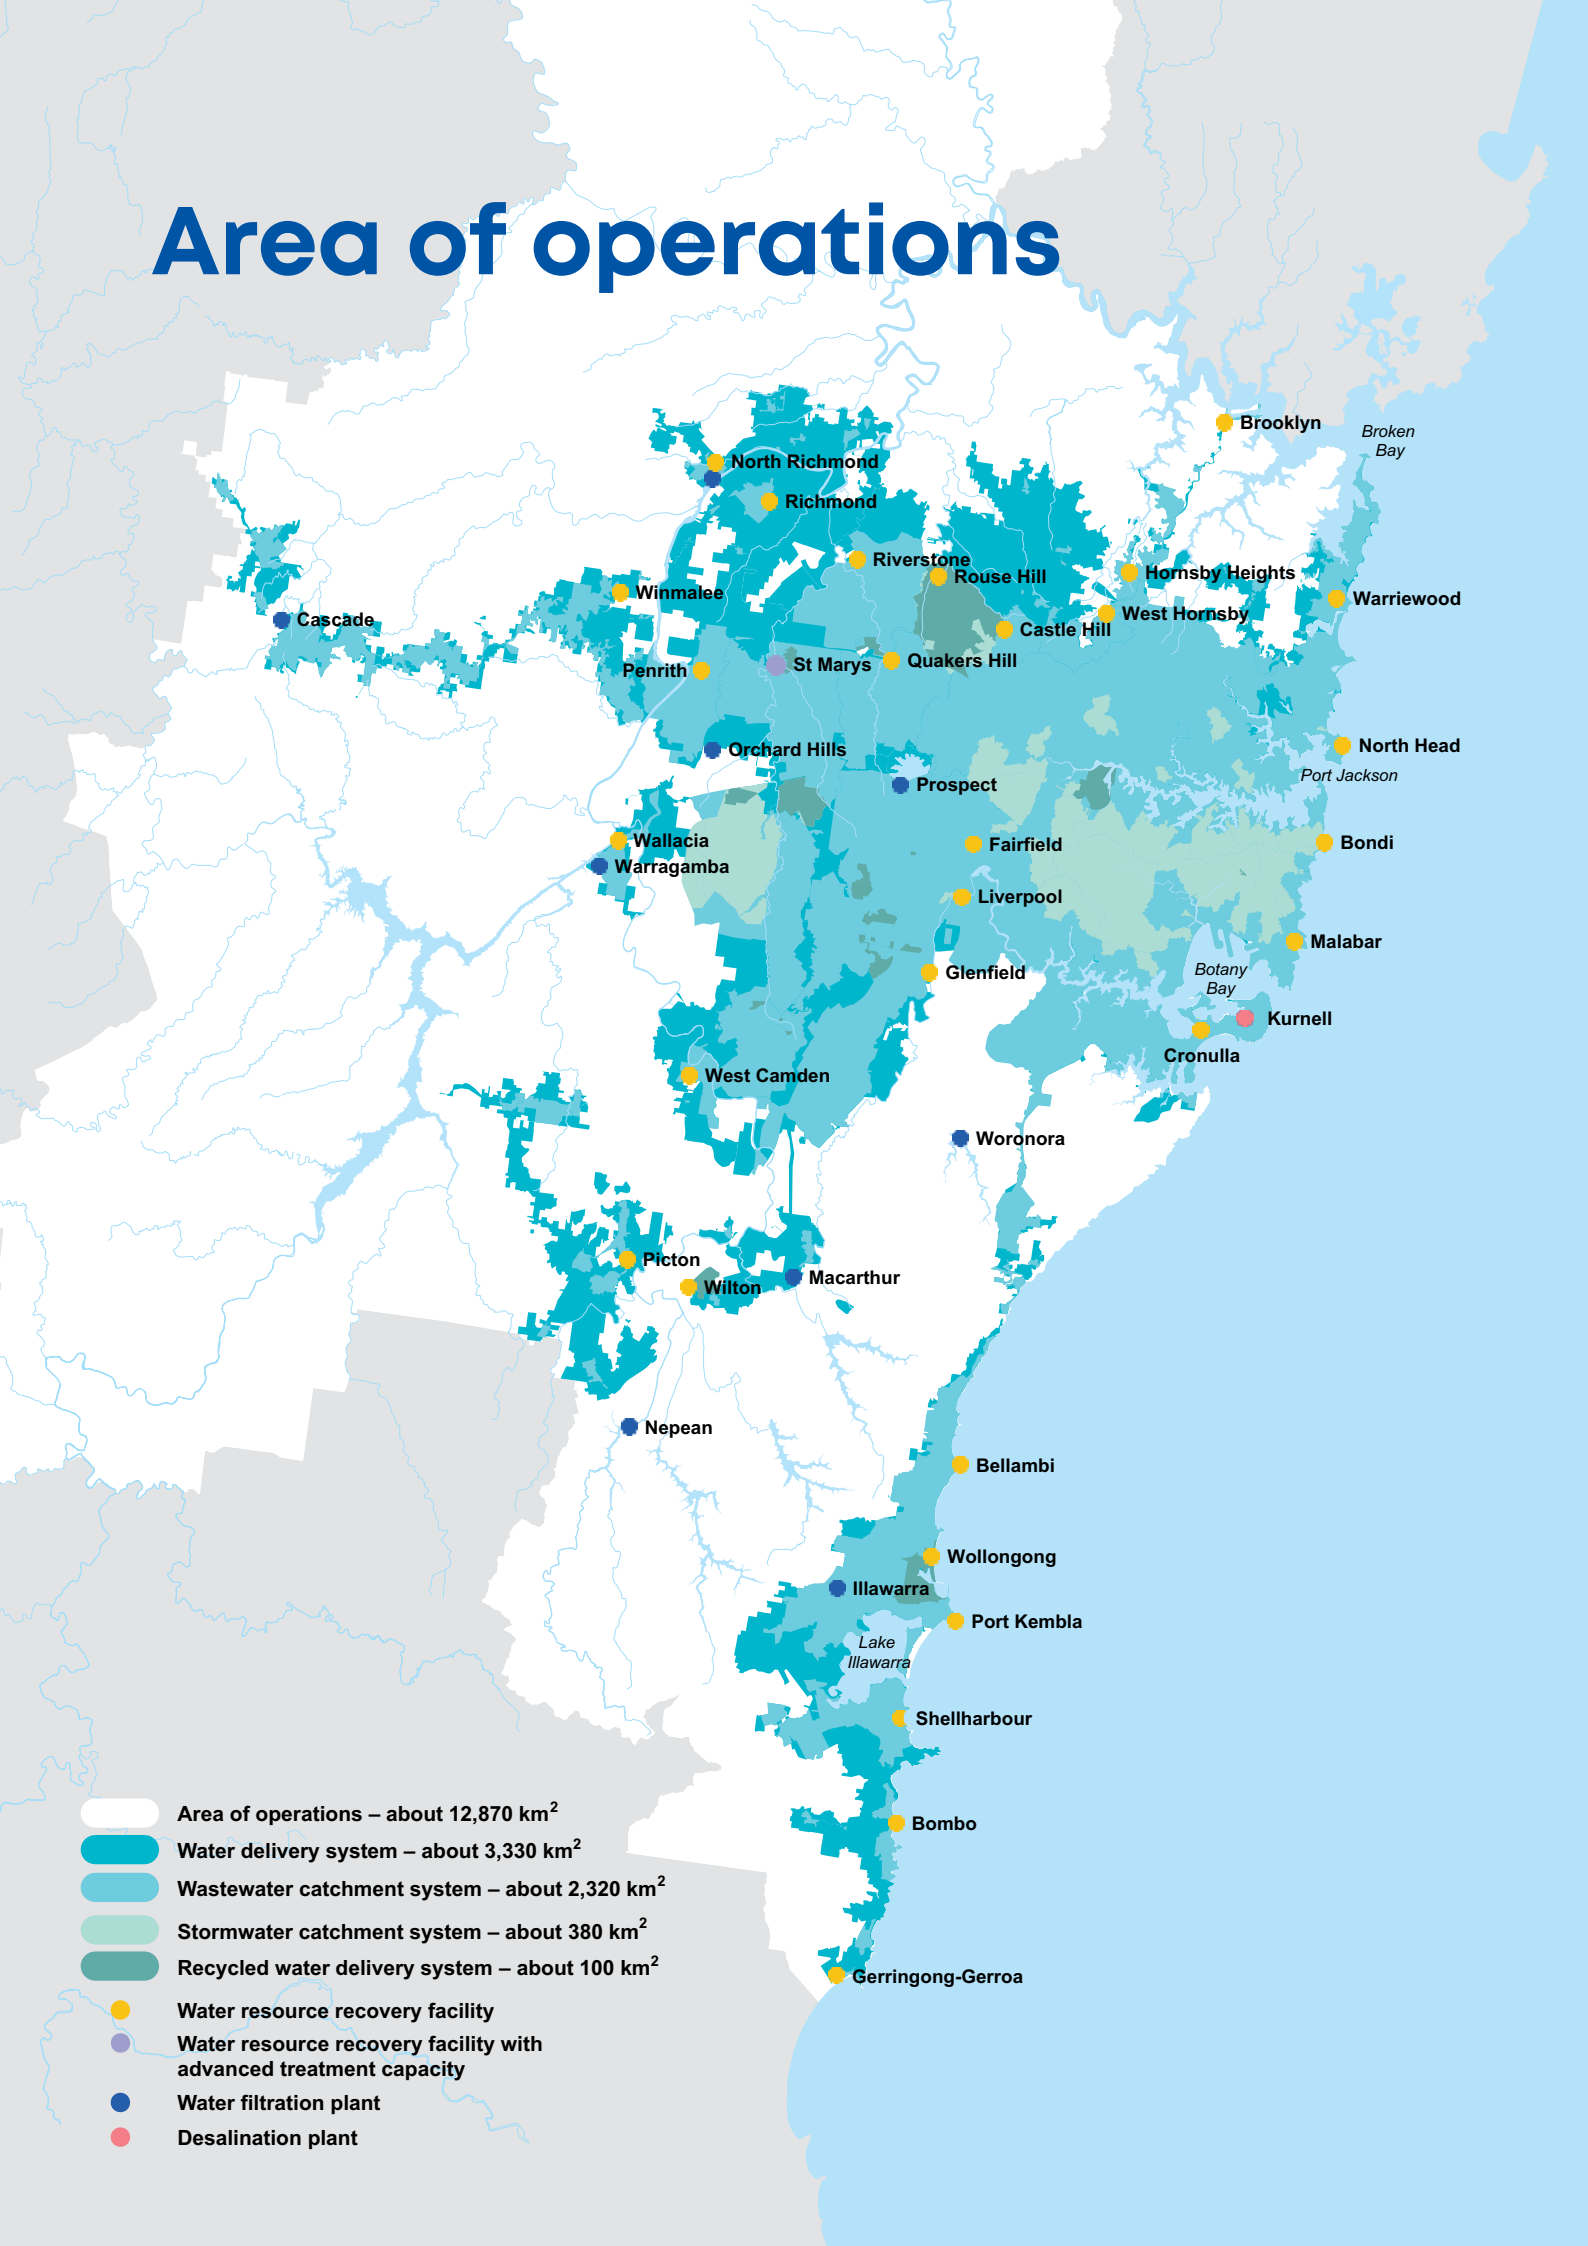 Area of operations
Brooklyn
Broken
Bay
North Richmond
Richmond
Riverstone
Rouse Hill
Hornsby Heights
Winmalee
Warriewood
Cascade
West Hornsby
Castle Hill
Penrith
St Marys
Quakers Hill
Orchard Hills
North Head
Port Jackson
Prospect
Wallacia
Fairfield
Bondi
Warragamba
Liverpool
Malabar
Glenfield
Botany
Bay
Kurnell
Cronulla
West Camden
Woronora
Picton
Wilton
Macarthur
Nepean
Bellambi
Wollongong
Illawarra
Port Kembla
Lake
Illawarra
Shellharbour
Bombo
Gerringong-Gerroa
Area of operations – about 12,870 km²
Water delivery system – about 3,330 km²
Wastewater catchment system – about 2,320 km²
Stormwater catchment system – about 380 km²
Recycled water delivery system – about 100 km²
Water resource recovery facility
Water resource recovery facility with
advanced treatment capacity
Water filtration plant
Desalination plant